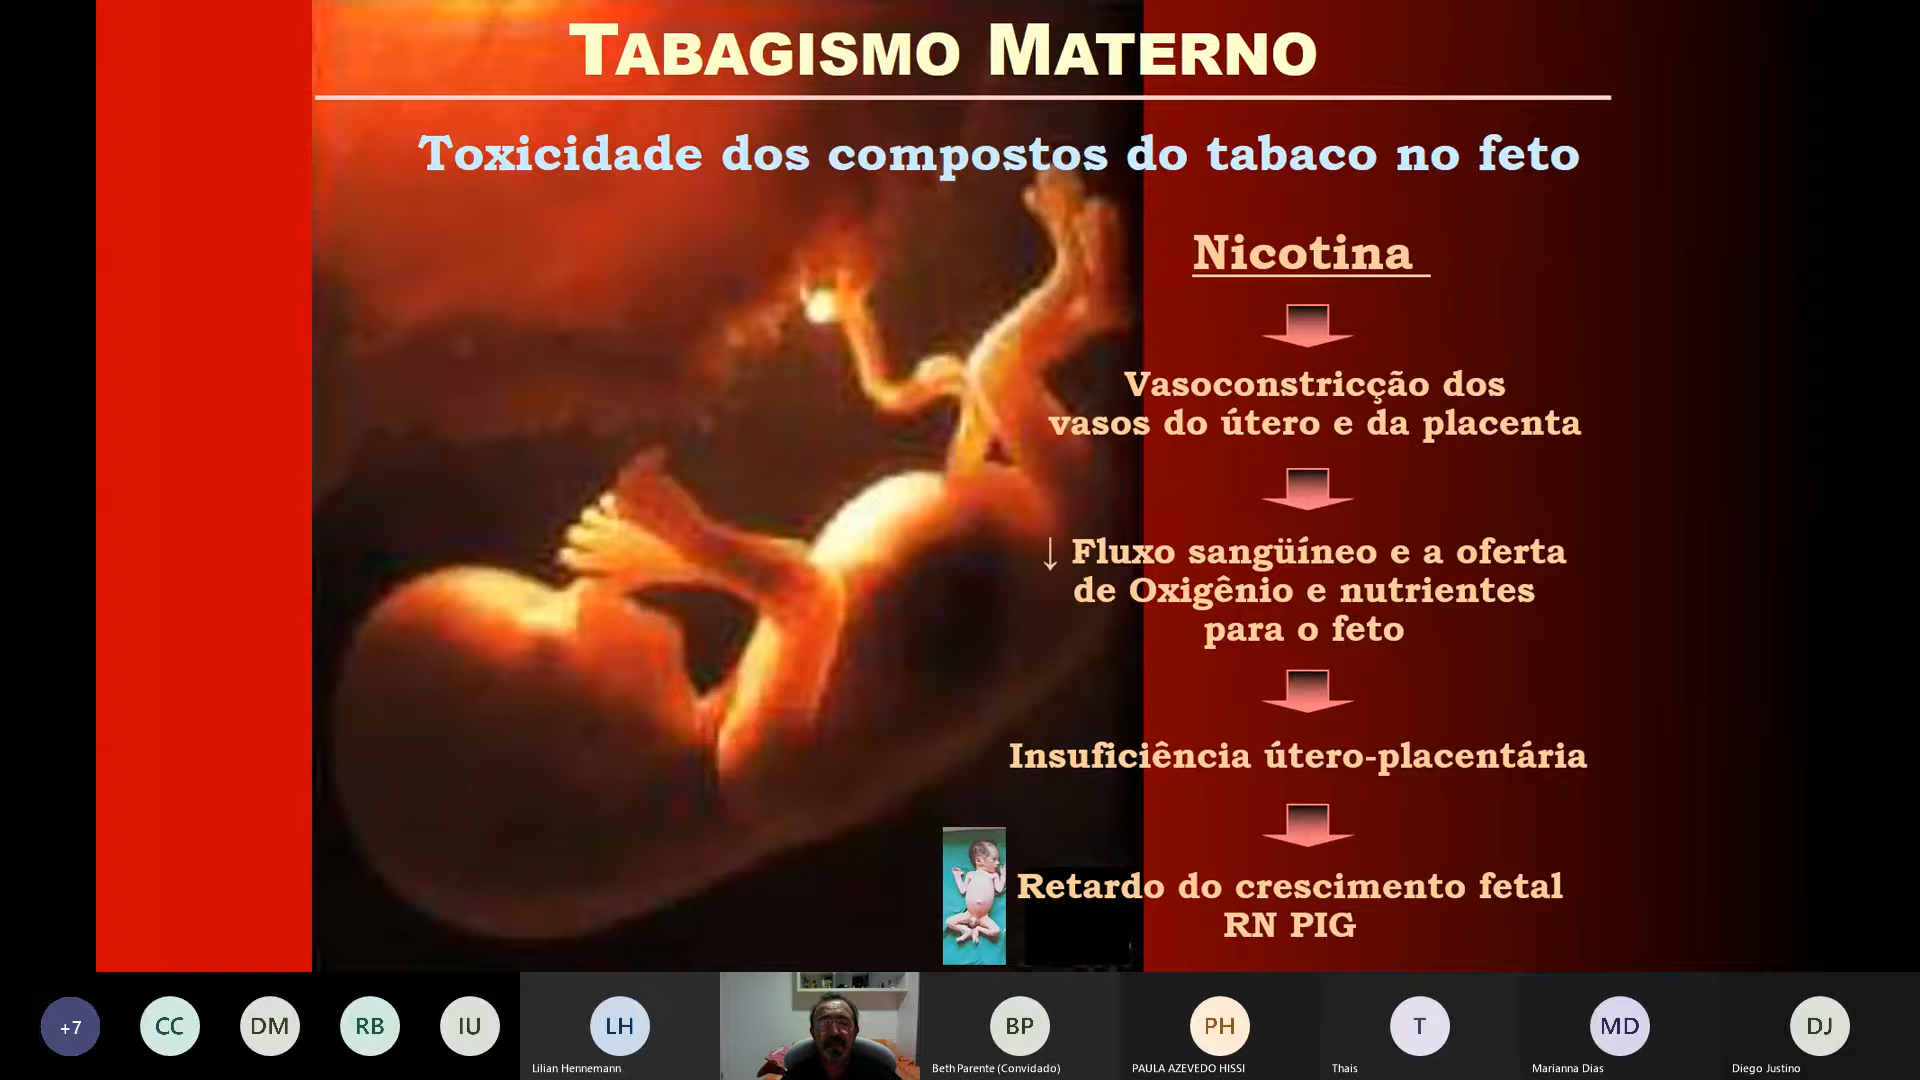 TABAGISMO MATERNO
Toxicidade dos compostos do tabaco no feto
Nicotina
Vasoconstricção dos
vasos do útero e da placenta
↓ Fluxo sangüíneo e a oferta
de Oxigênio e nutrientes
para o feto
Insuficiência útero-placentária
Retardo do crescimento fetal
RN PIG
+7
CC
DM
RB
IU
LH
BP
PH
T
MD
DJ
Lilian Hennemann
Beth Parente (Convidado)
PAULA AZEVEDO HISSI
Thais
Marianna Dias
Diego Justino